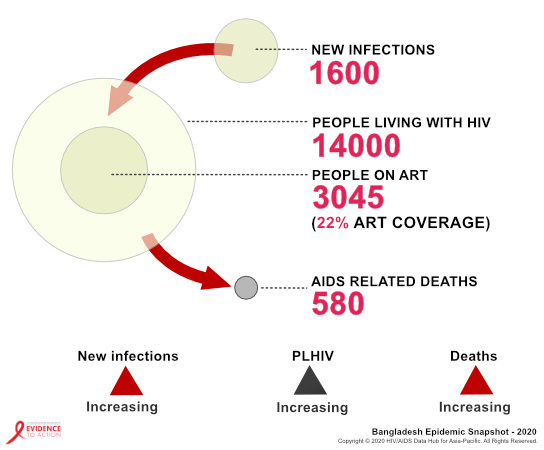 NEW INFECTIONS
1600
PEOPLE LIVING WITH HIV
14000
PEOPLE ON ART
3045
(22% ART COVERAGE)
AIDS RELATED DEATHS
580
New infections
PLHIV
Deaths
Increasing
Increasing
Increasing
EVIDENCE
TO ACTION
Bangladesh Epidemic Snapshot - 2020
Copyright © 2020 HIV/AIDS Data Hub for Asia-Pacific. All Rights Reserved.